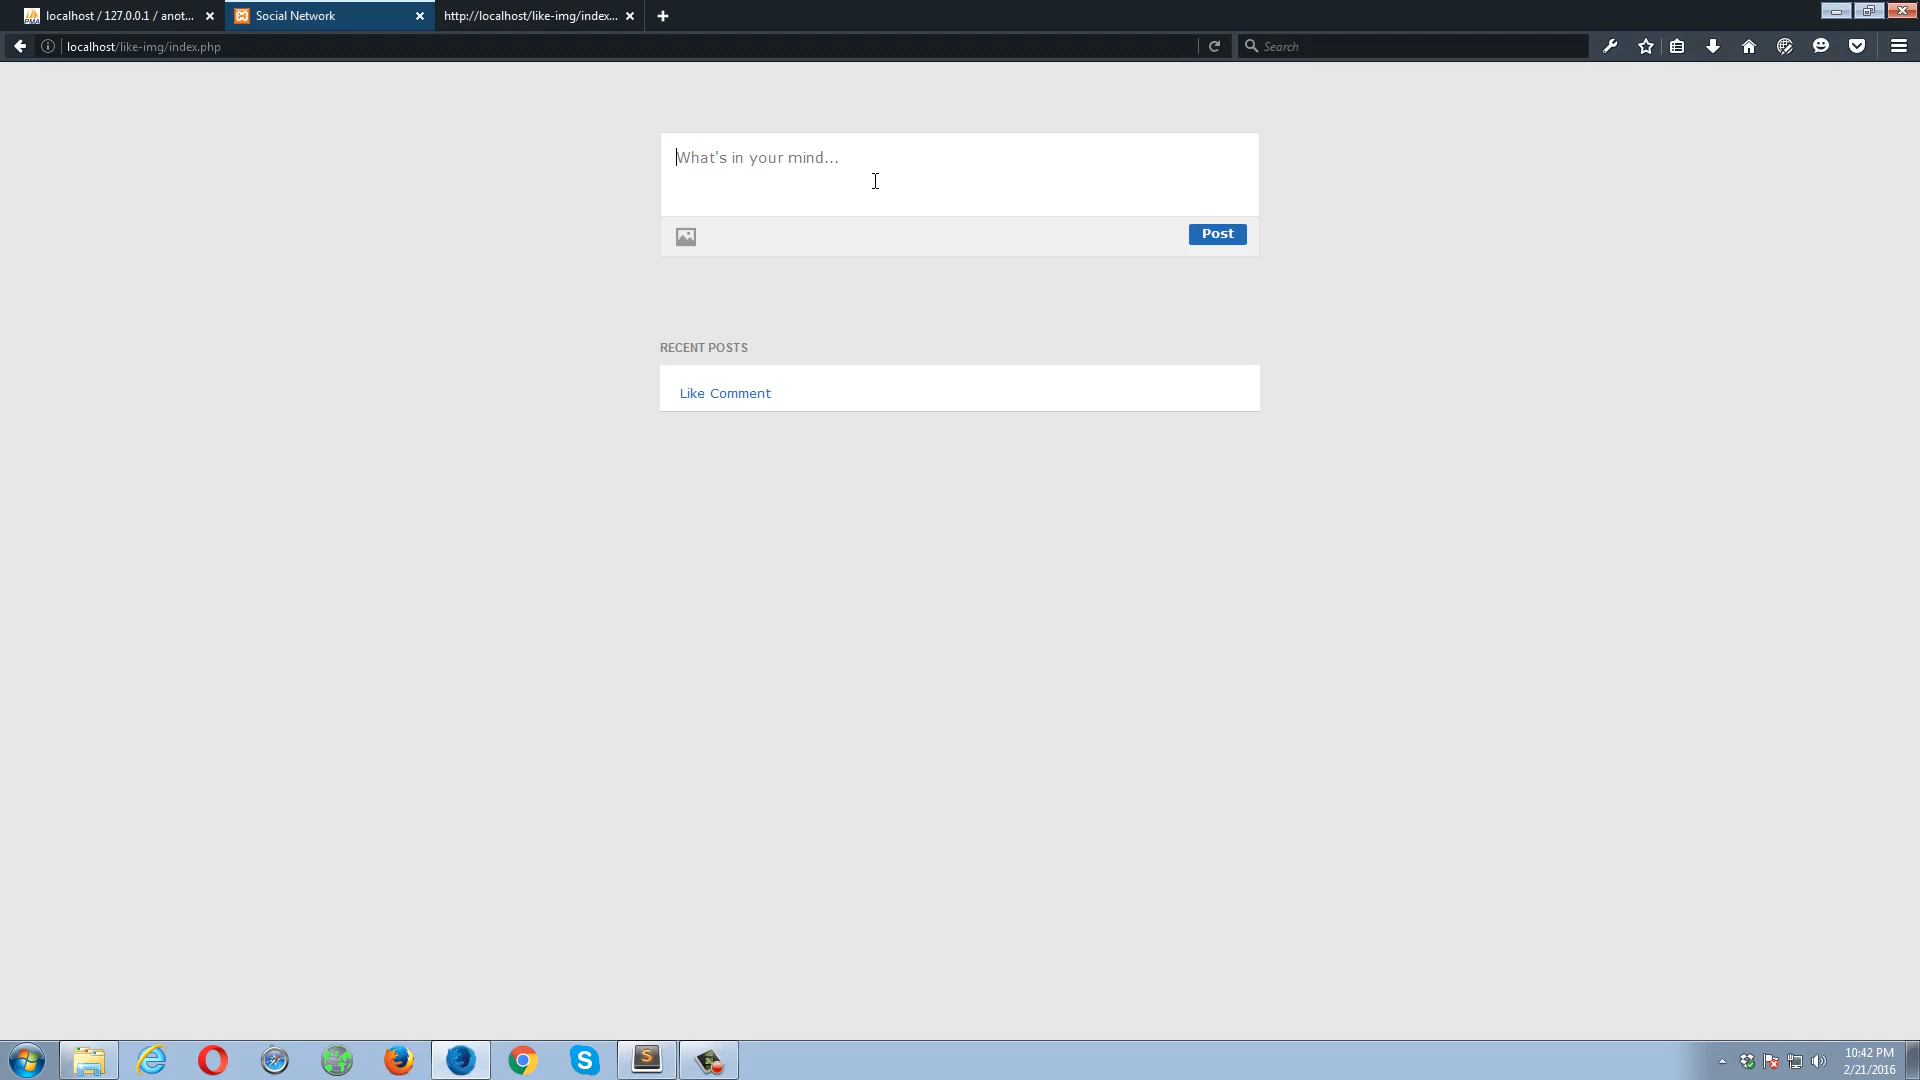 localhost / 127.0.0.1 / anot...
Social Network
http://localhost/like-img/index...
localhost/like-img/index.php
Search
What's in your mind...
Post
RECENT POSTS
Like Comment
10:42 PM
2/21/2016